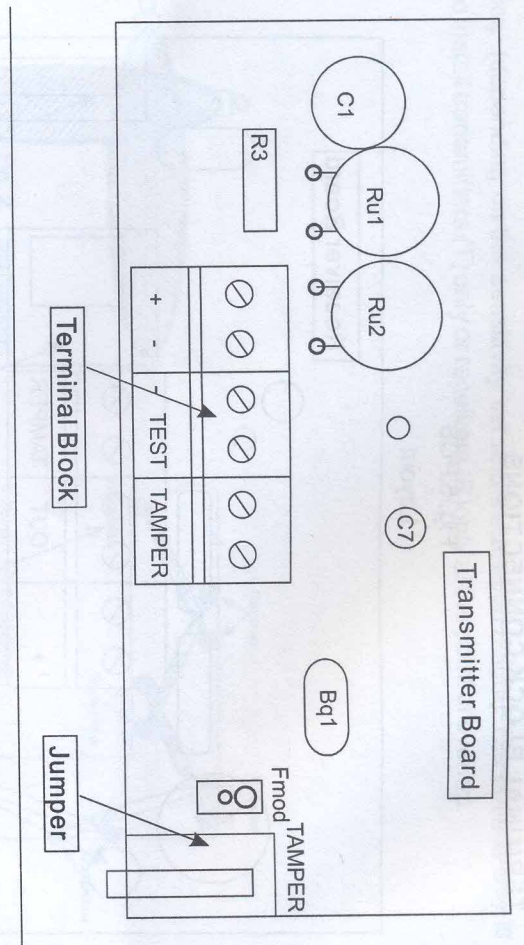 Transmitter Board
C1
Ru1
Ru2
C7
R3
Bq1
+ - - TEST TAMPER
Fmod
TAMPER
Terminal Block
Jumper